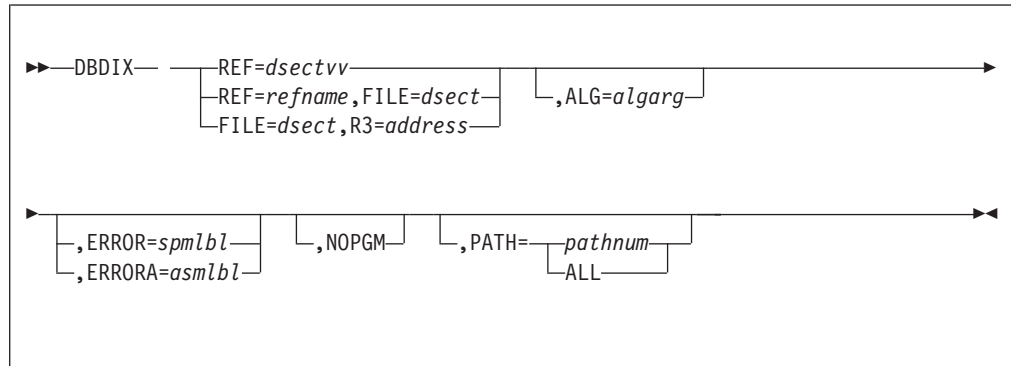 DBDIX REF=dsectvv ,ALG=algarg
REF=refname,FILE=dsect
FILE=dsect,R3=address
,ERROR=spmlbl ,NOPGM ,PATH= pathnum
,ERRORA=asmlbl ALL